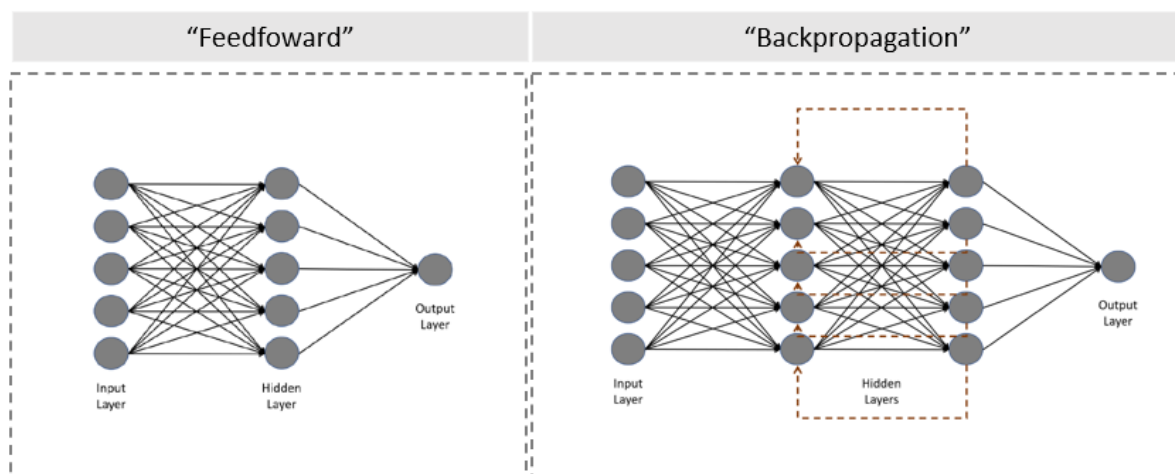 “Feedfoward”
“Backpropagation”
Input
Layer
Hidden
Layer
Output
Layer
Input
Layer
Hidden
Layers
Output
Layer